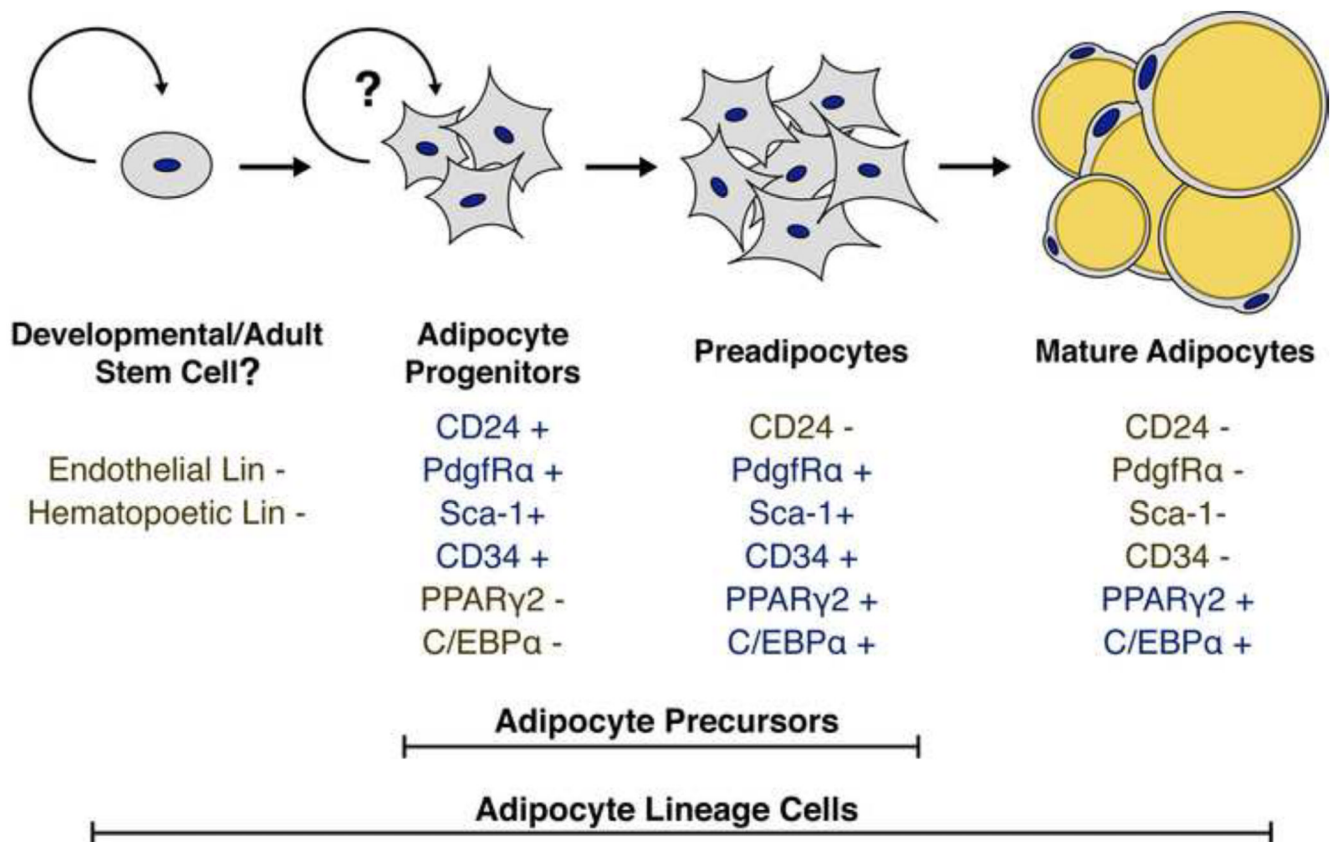 ?
Developmental/Adult
Stem Cell?
Endothelial Lin -
Hematopoetic Lin -
Adipocyte
Progenitors
CD24 +
PdgfRα +
Sca-1+
CD34 +
PPARγ2 -
C/EBPα -
Preadipocytes
CD24 -
PdgfRα +
Sca-1+
CD34 +
PPARγ2 +
C/EBPα +
Mature Adipocytes
CD24 -
PdgfRα -
Sca-1-
CD34 -
PPARγ2 +
C/EBPα +
Adipocyte Precursors
Adipocyte Lineage Cells